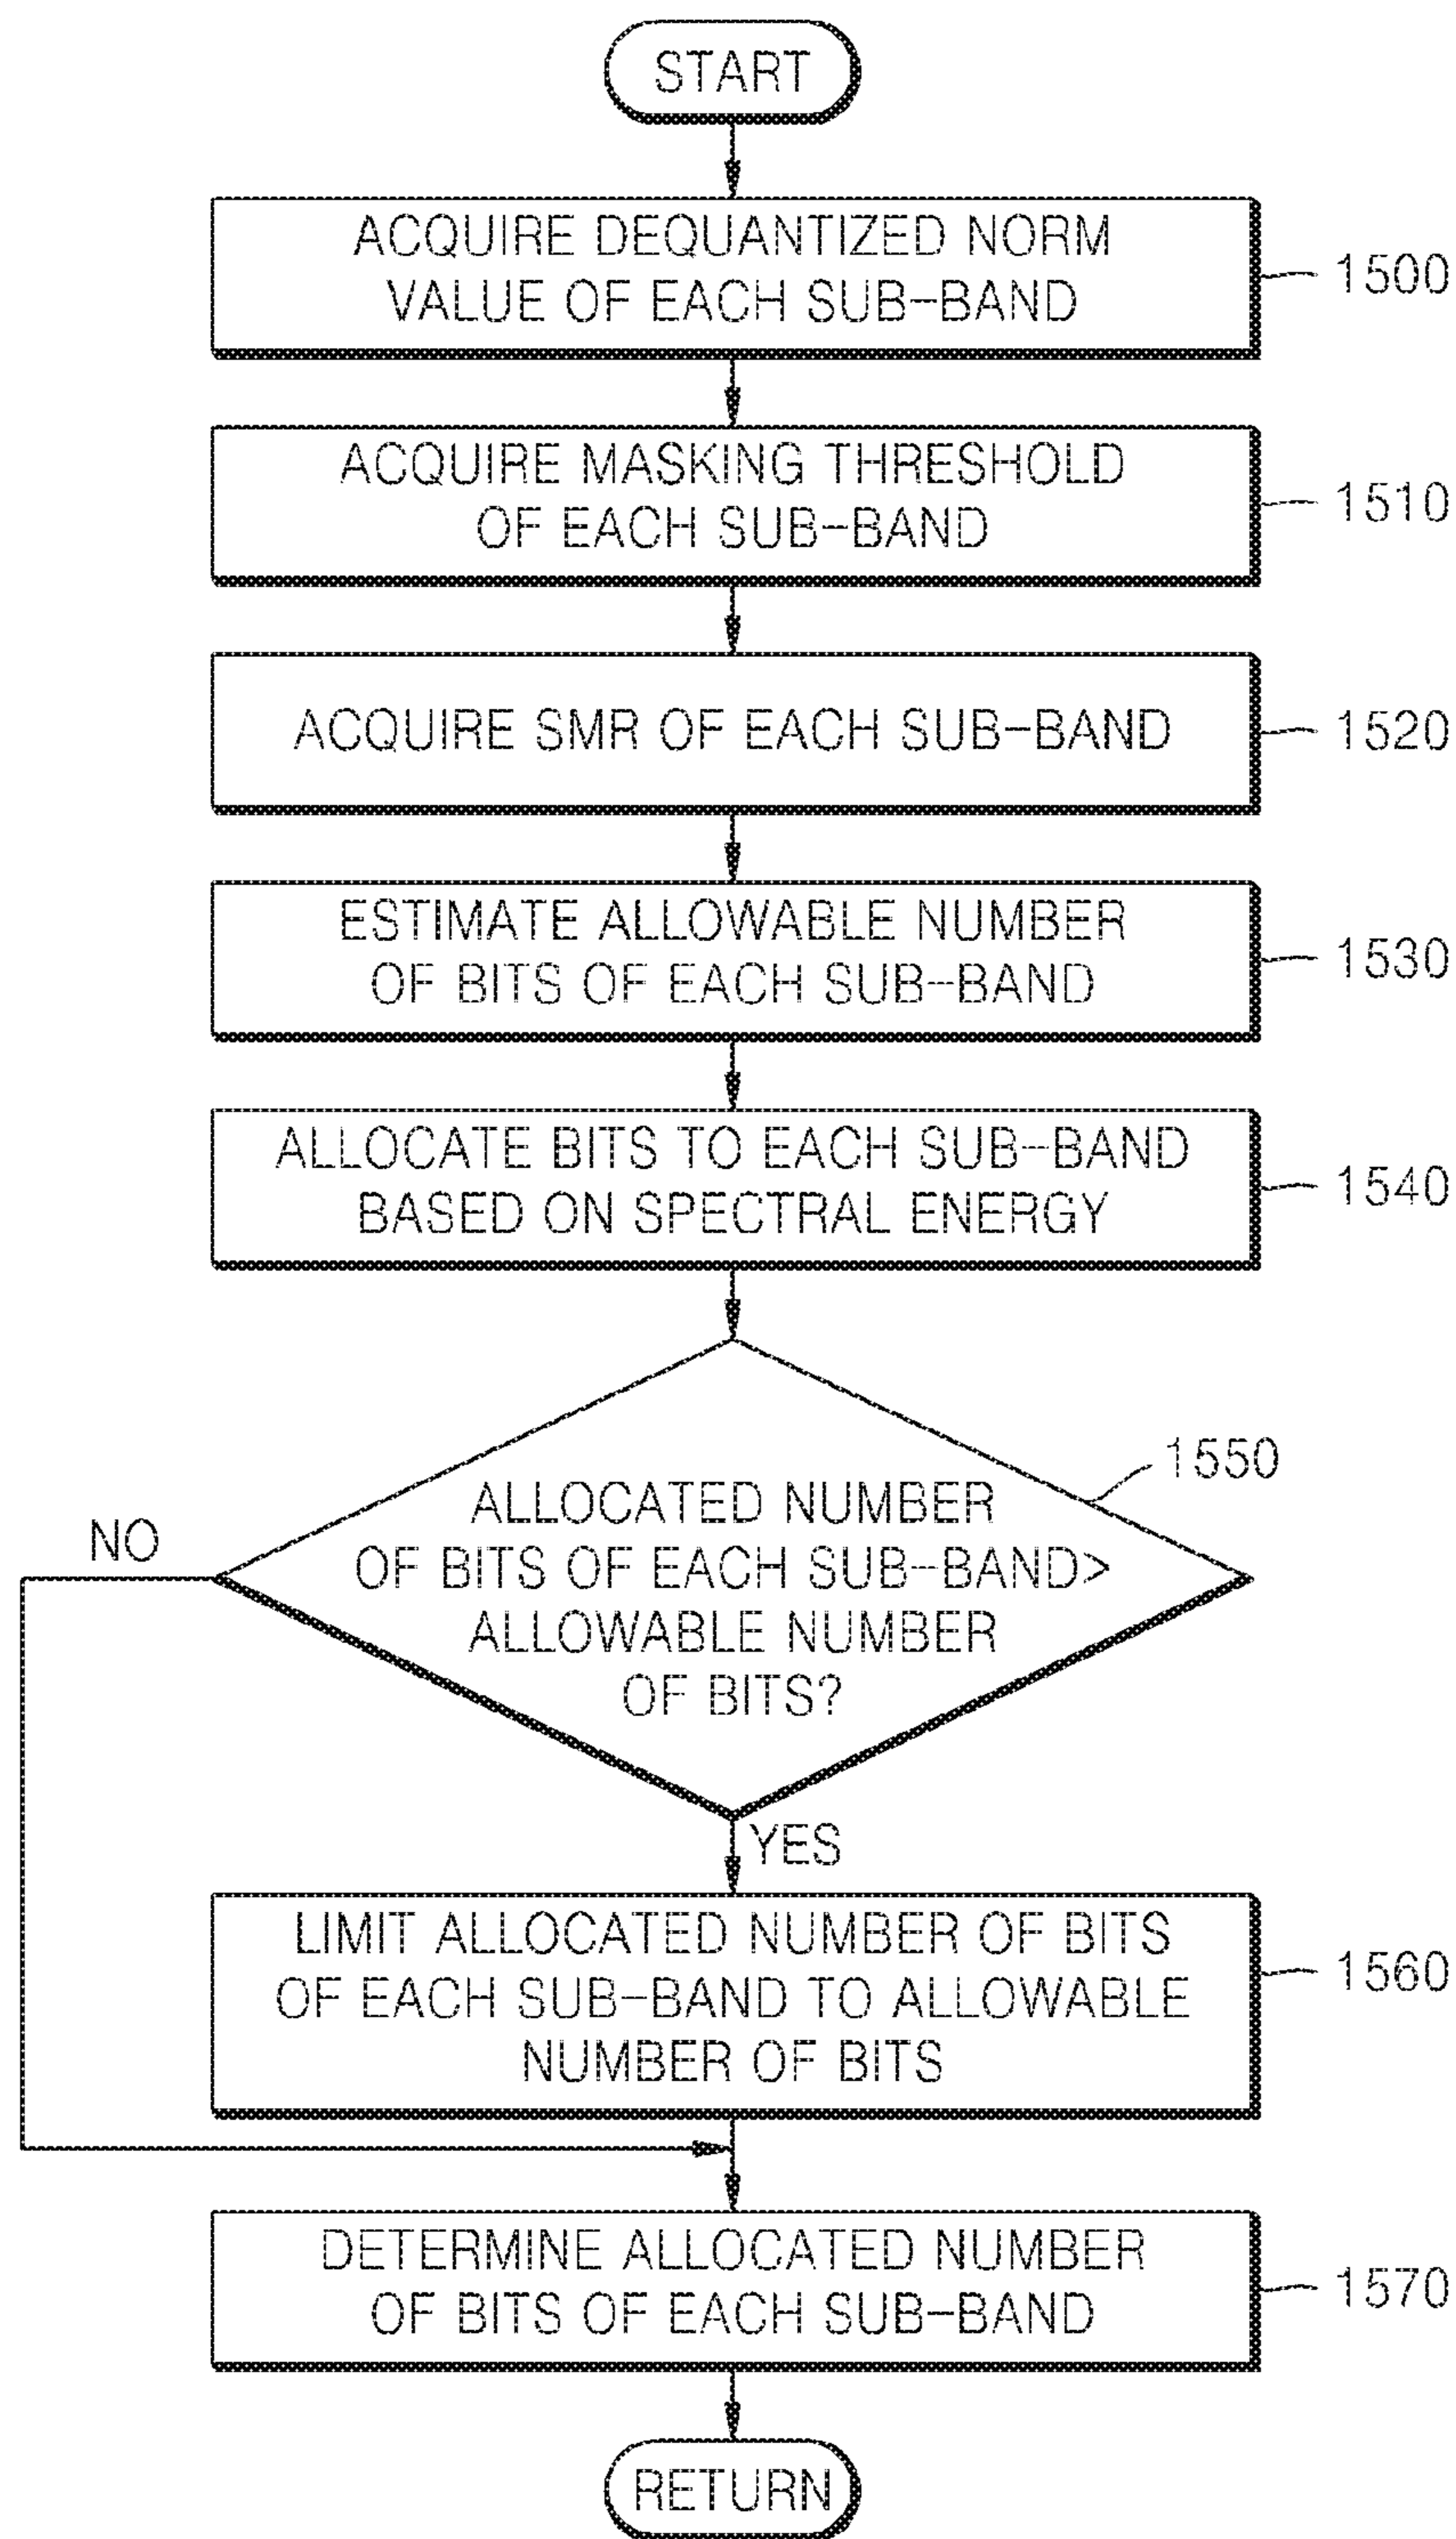 START
ACQUIRE DEQUANTIZED NORM
VALUE OF EACH SUB-BAND
1500
ACQUIRE MASKING THRESHOLD
OF EACH SUB-BAND
1510
ACQUIRE SMR OF EACH SUB-BAND
1520
ESTIMATE ALLOWABLE NUMBER
OF BITS OF EACH SUB-BAND
1530
ALLOCATE BITS TO EACH SUB-BAND
BASED ON SPECTRAL ENERGY
1540
1550
ALLOCATED NUMBER
OF BITS OF EACH SUB-BAND>
ALLOWABLE NUMBER
OF BITS?
NO
YES
LIMIT ALLOCATED NUMBER OF BITS
OF EACH SUB-BAND TO ALLOWABLE
NUMBER OF BITS
1560
DETERMINE ALLOCATED NUMBER
OF BITS OF EACH SUB-BAND
1570
RETURN